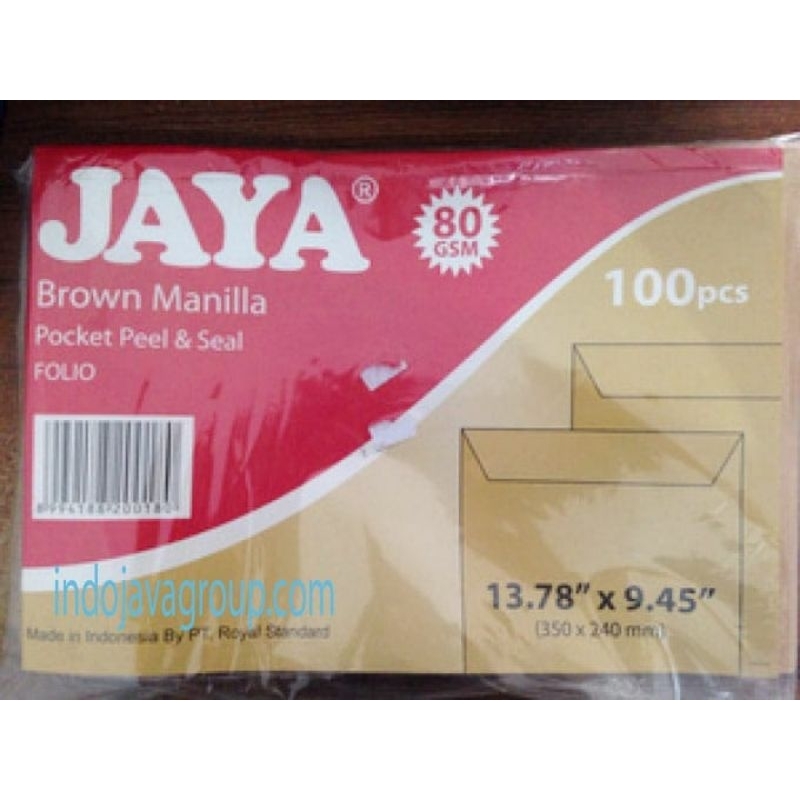 JAYA®
80
GSM
Brown Manilla
Pocket Peel & Seal
FOLIO
100pcs
8994188200180
indojavagroup.com
13.78" x 9.45"
(350 x 240 mm)
Made in Indonesia By PT, Royal Standard